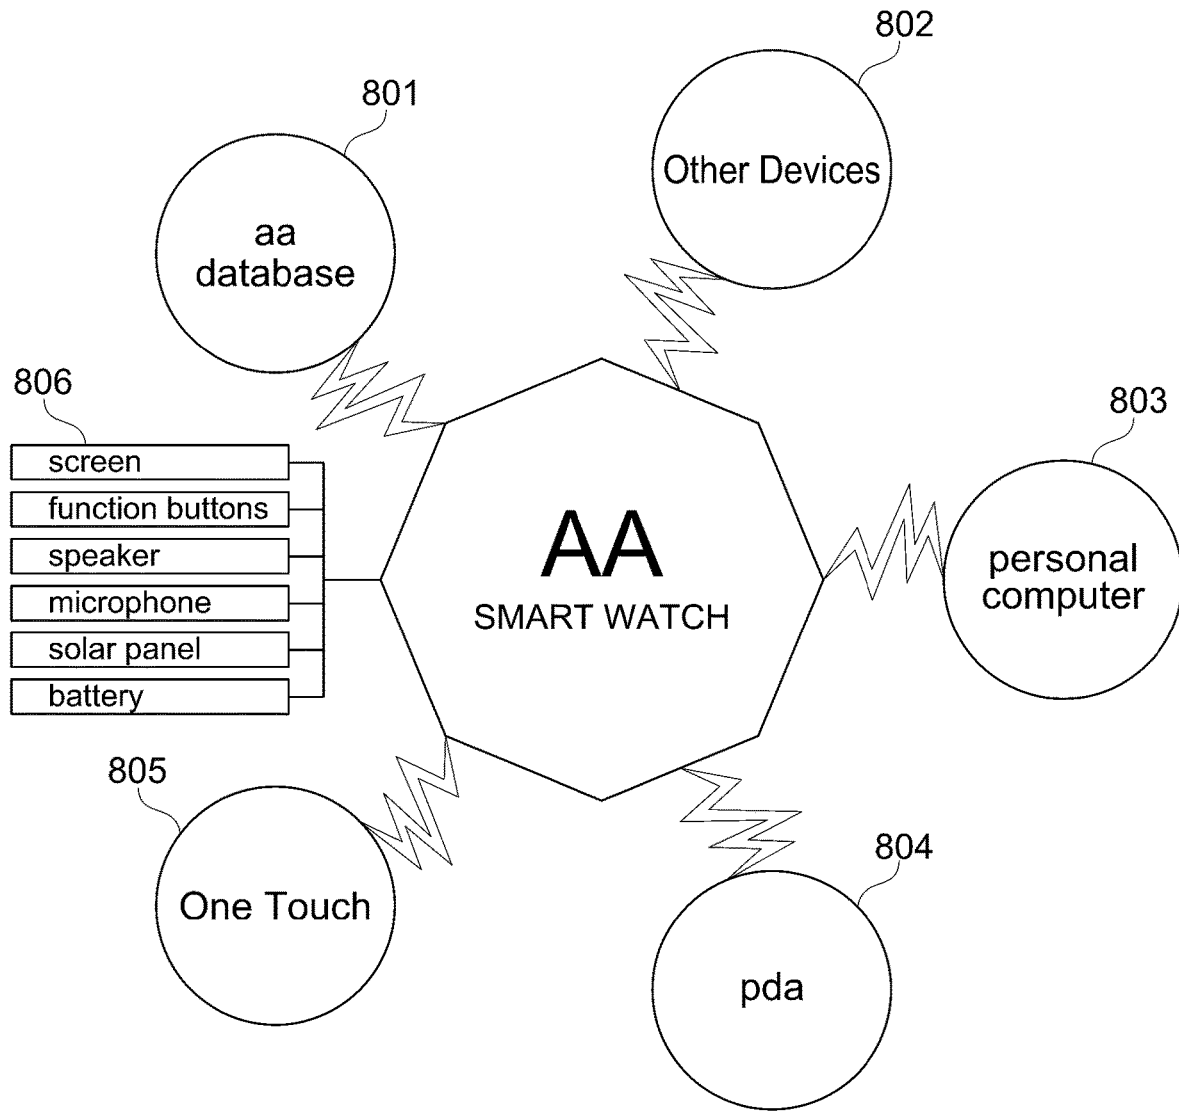 802
801
Other Devices
aa
database
806
803
screen
function buttons
speaker
microphone
solar panel
battery
AA
SMART WATCH
personal
computer
805
804
One Touch
pda